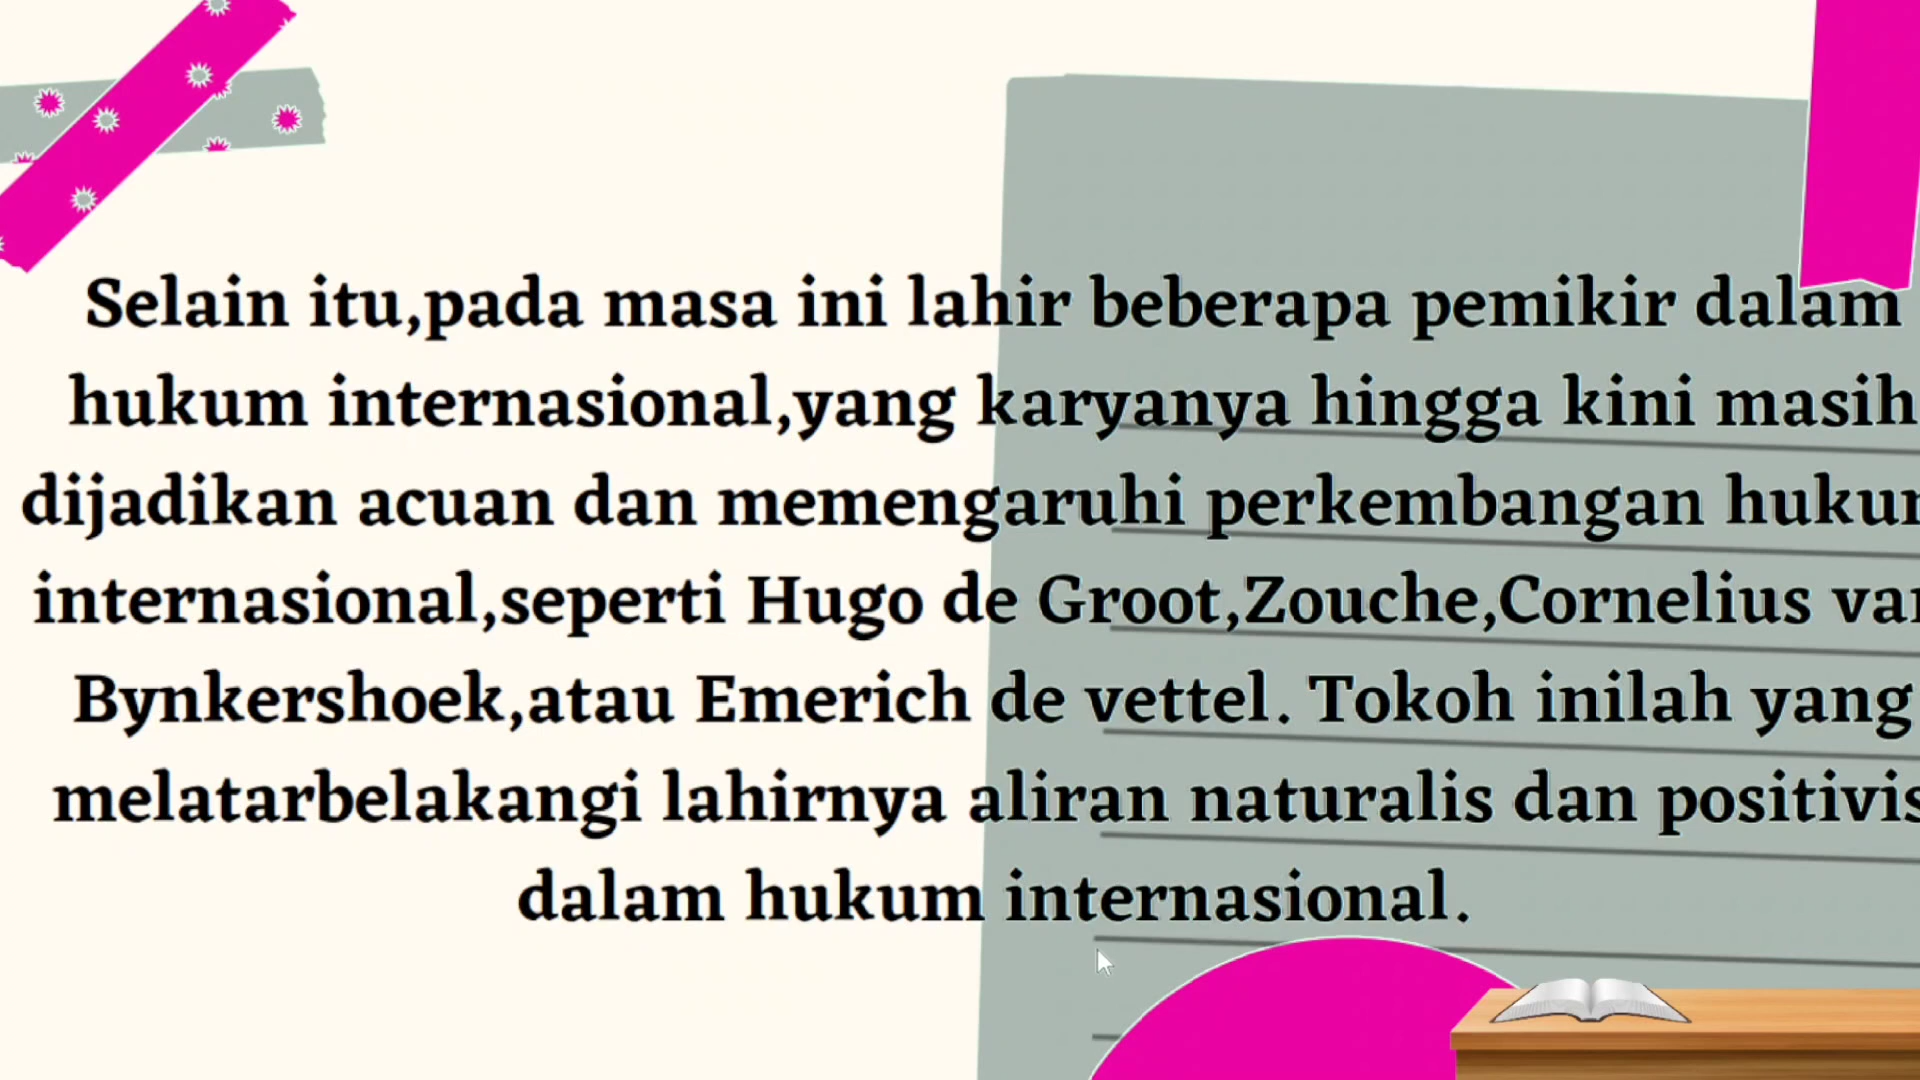 Selain itu,pada masa ini lahir beberapa pemikir dalam
hukum internasional,yang karyanya hingga kini masih
dijadikan acuan dan memengaruhi perkembangan hukum
internasional,seperti Hugo de Groot,Zouche,Cornelius van
Bynkershoek,atau Emerich de vettel. Tokoh inilah yang
melatarbelakangi lahirnya aliran naturalis dan positivis
dalam hukum internasional.